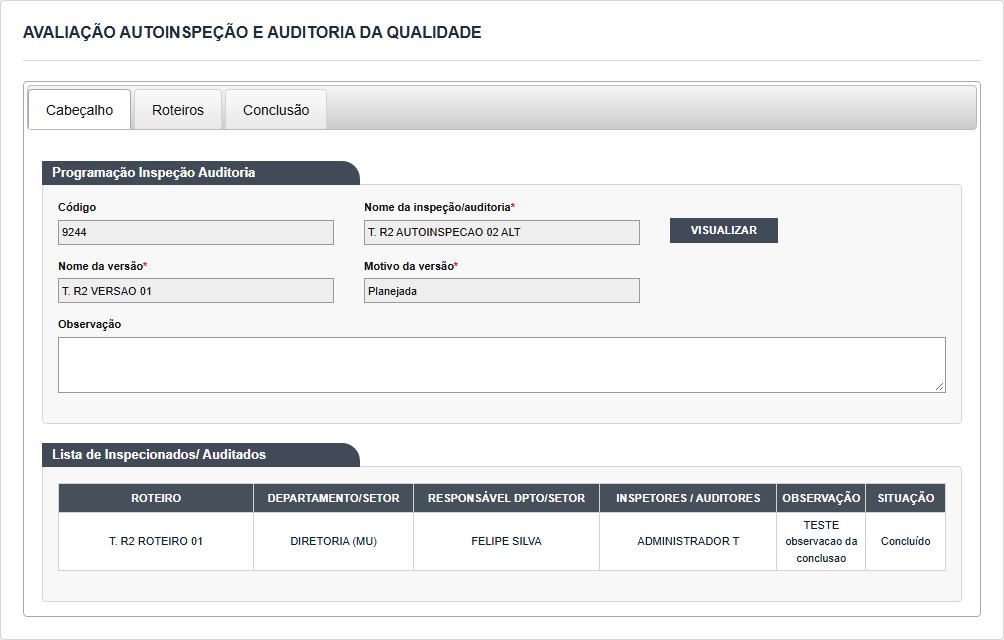 AVALIAÇÃO AUTOINSPEÇÃO E AUDITORIA DA QUALIDADE
Cabeçalho Roteiros Conclusão
Programação Inspeção Auditoria
Código Nome da inspeção/auditoria*
9244 T. R2 AUTOINSPECAO 02 ALT VISUALIZAR
Nome da versão* Motivo da versão*
T. R2 VERSAO 01 Planejada
Observação
Lista de Inspecionados/ Auditados
ROTEIRO DEPARTAMENTO/SETOR RESPONSÁVEL DPTO/SETOR INSPETORES / AUDITORES OBSERVAÇÃO SITUAÇÃO
T. R2 ROTEIRO 01 DIRETORIA (MU) FELIPE SILVA ADMINISTRADOR T TESTE
observacao da
conclusao Concluído